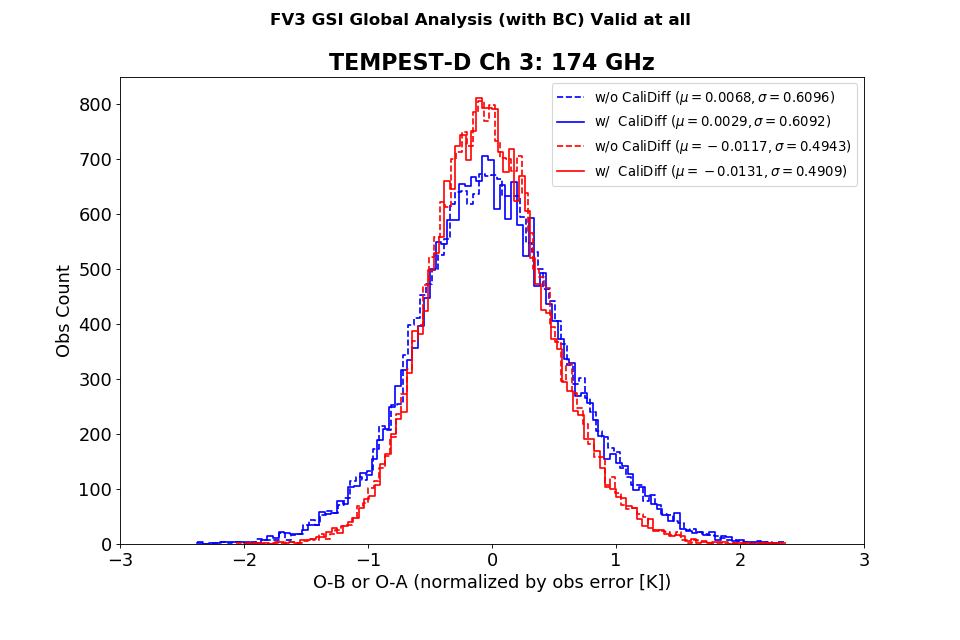 FV3 GSI Global Analysis (with BC) Valid at all
TEMPEST-D Ch 3: 174 GHz
w/o CaliDiff (μ = 0.0068, σ = 0.6096)
w/  CaliDiff (μ = 0.0029, σ = 0.6092)
w/o CaliDiff (μ = −0.0117, σ = 0.4943)
w/  CaliDiff (μ = −0.0131, σ = 0.4909)
Obs Count
800
700
600
500
400
300
200
100
0
−3 −2 −1 0 1 2 3
O-B or O-A (normalized by obs error [K])